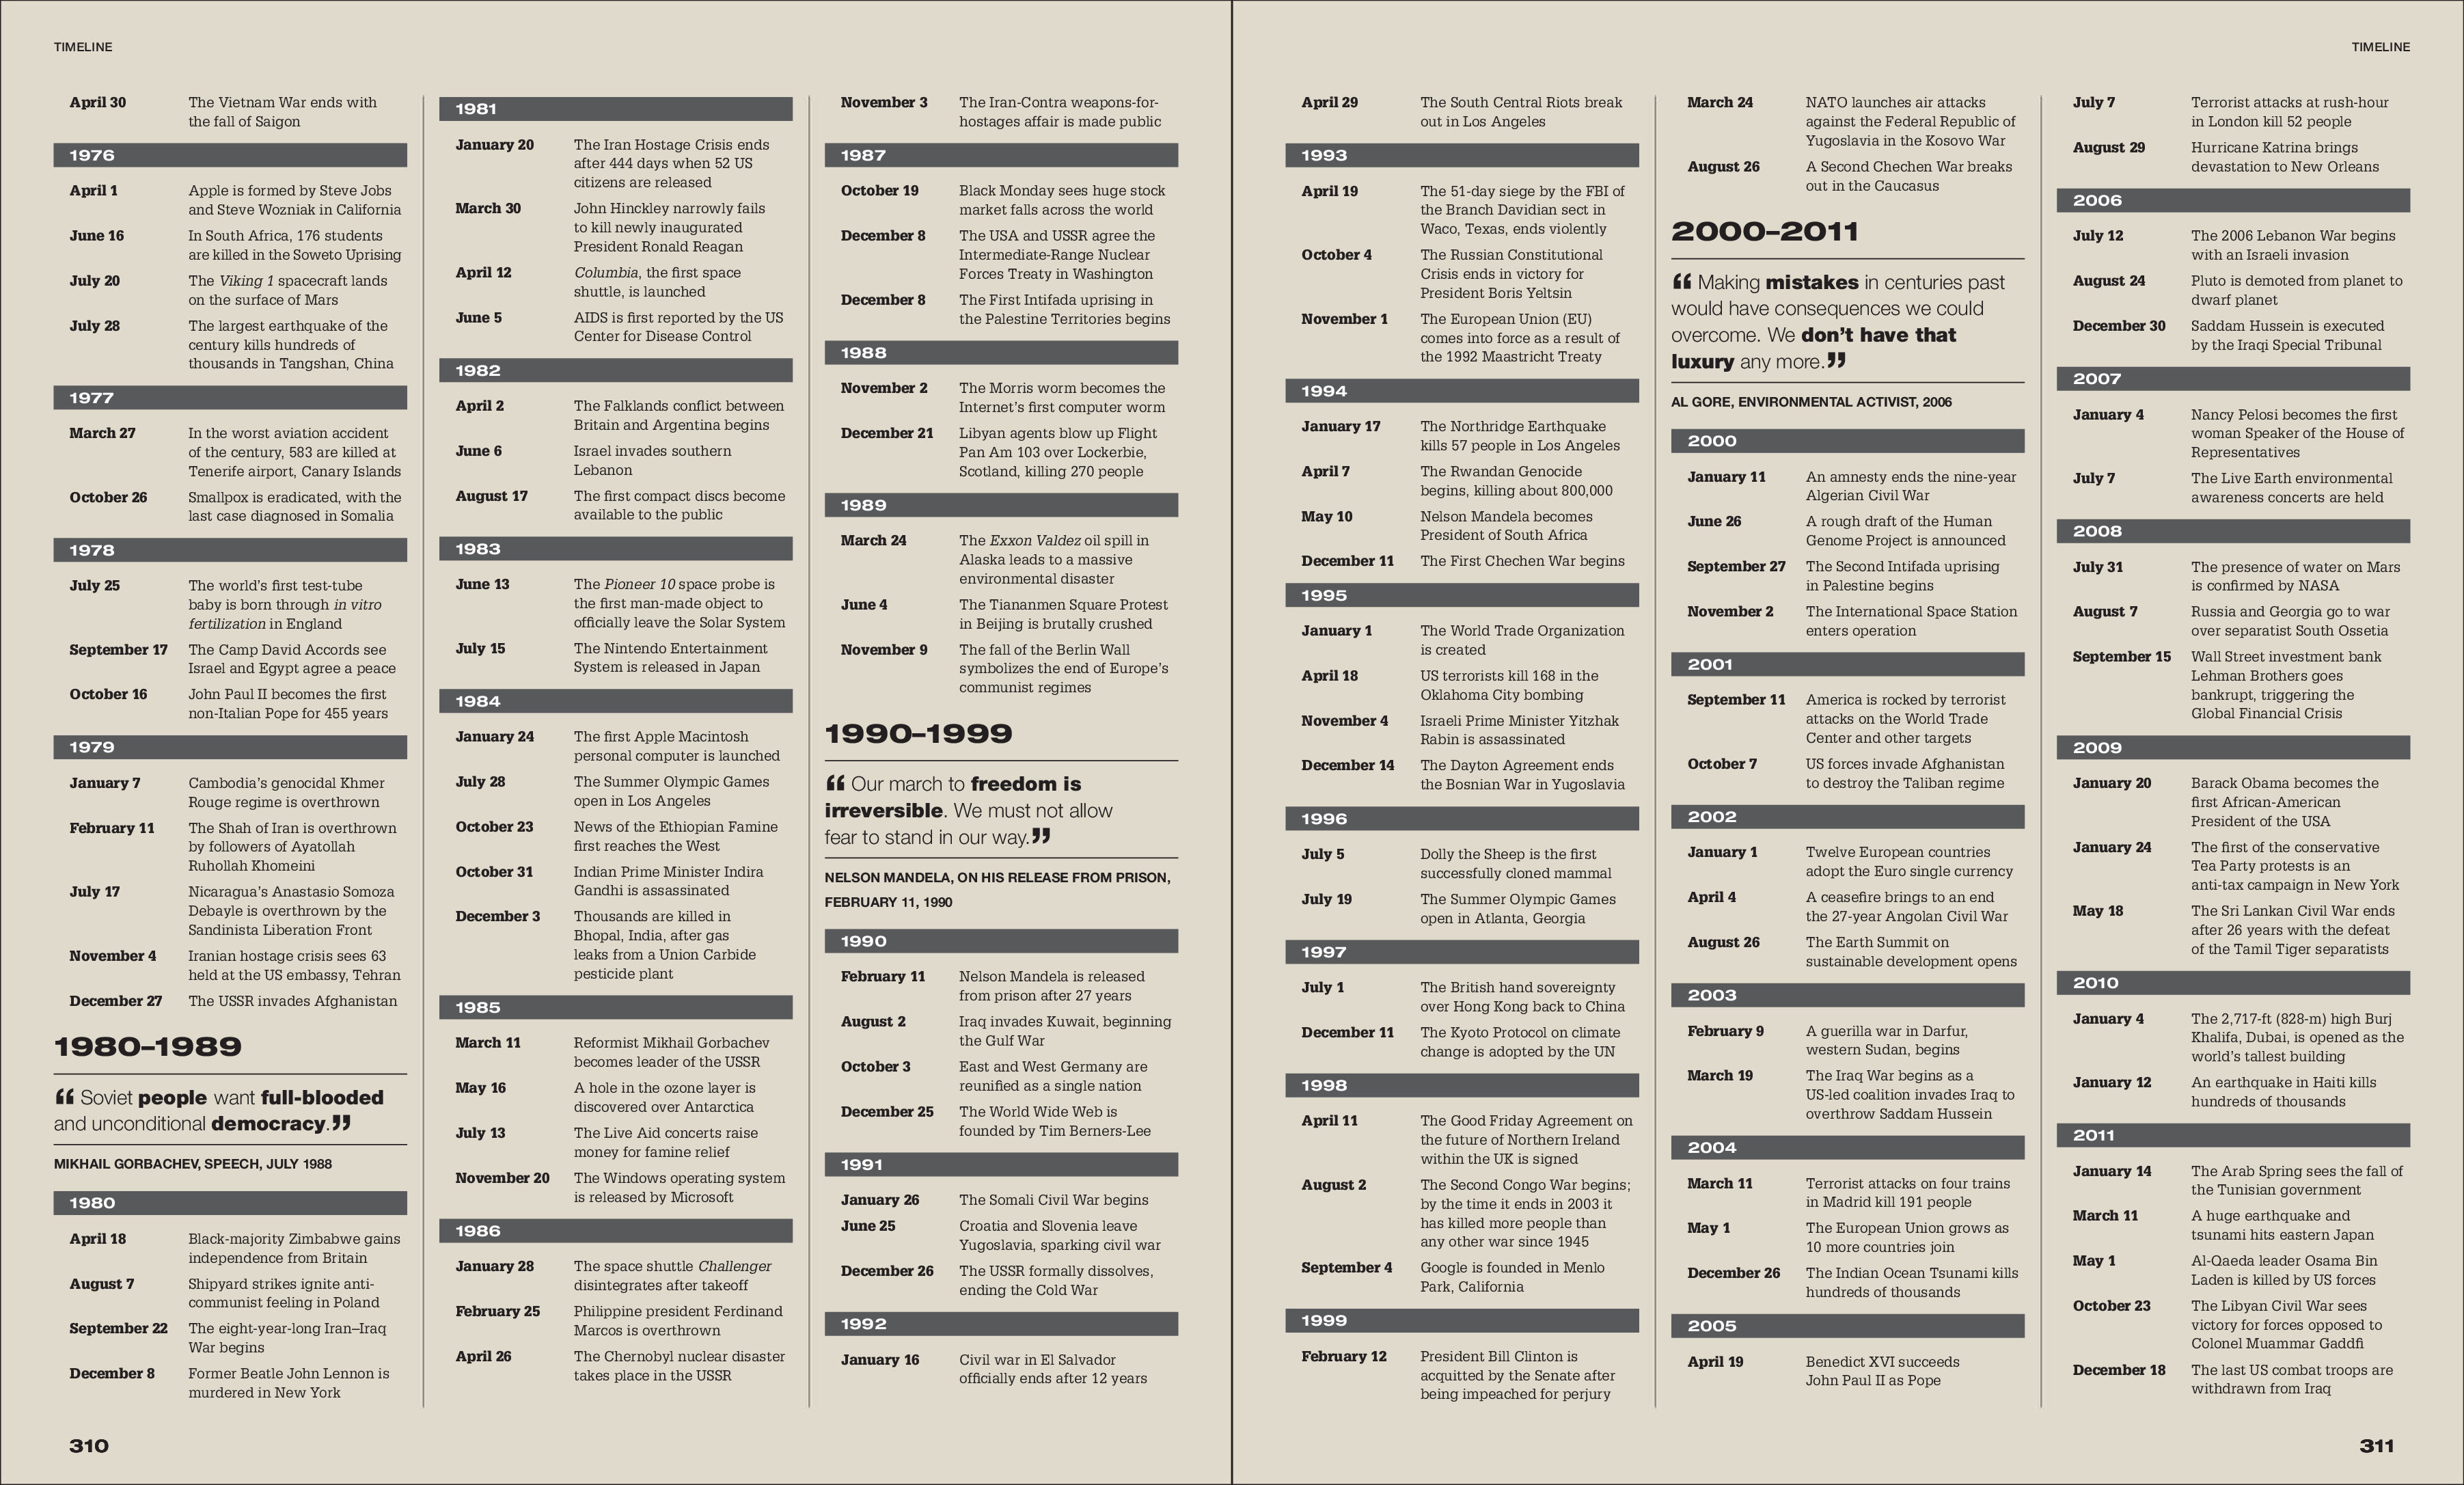 TIMELINE
April 30 The Vietnam War ends with
the fall of Saigon
1976
April 1 Apple is formed by Steve Jobs
and Steve Wozniak in California
June 16 In South Africa, 176 students
are killed in the Soweto Uprising
July 20 The Viking 1 spacecraft lands
on the surface of Mars
July 28 The largest earthquake of the
century kills hundreds of
thousands in Tangshan, China
1977
March 27 In the worst aviation accident
of the century, 583 are killed at
Tenerife airport, Canary Islands
October 26 Smallpox is eradicated, with the
last case diagnosed in Somalia
1978
July 25 The world's first test-tube
baby is born through in vitro
fertilization in England
September 17 The Camp David Accords see
Israel and Egypt agree a peace
October 16 John Paul II becomes the first
non-Italian Pope for 455 years
1979
January 7 Cambodia's genocidal Khmer
Rouge regime is overthrown
February 11 The Shah of Iran is overthrown
by followers of Ayatollah
Ruhollah Khomeini
July 17 Nicaragua's Anastasio Somoza
Debayle is overthrown by the
Sandinista Liberation Front
November 4 Iranian hostage crisis sees 63
held at the US embassy, Tehran
December 27 The USSR invades Afghanistan
1980–1989
“ Soviet people want full-blooded
and unconditional democracy.”
MIKHAIL GORBACHEV, SPEECH, JULY 1988
1980
April 18 Black-majority Zimbabwe gains
independence from Britain
August 7 Shipyard strikes ignite anti-
communist feeling in Poland
September 22 The eight-year-long Iran–Iraq
War begins
December 8 Former Beatle John Lennon is
murdered in New York
310
1981
January 20 The Iran Hostage Crisis ends
after 444 days when 52 US
citizens are released
March 30 John Hinckley narrowly fails
to kill newly inaugurated
President Ronald Reagan
April 12 Columbia, the first space
shuttle, is launched
June 5 AIDS is first reported by the US
Center for Disease Control
1982
April 2 The Falklands conflict between
Britain and Argentina begins
June 6 Israel invades southern
Lebanon
August 17 The first compact discs become
available to the public
1983
June 13 The Pioneer 10 space probe is
the first man-made object to
officially leave the Solar System
July 15 The Nintendo Entertainment
System is released in Japan
1984
January 24 The first Apple Macintosh
personal computer is launched
July 28 The Summer Olympic Games
open in Los Angeles
October 23 News of the Ethiopian Famine
first reaches the West
October 31 Indian Prime Minister Indira
Gandhi is assassinated
December 3 Thousands are killed in
Bhopal, India, after gas
leaks from a Union Carbide
pesticide plant
1985
March 11 Reformist Mikhail Gorbachev
becomes leader of the USSR
May 16 A hole in the ozone layer is
discovered over Antarctica
July 13 The Live Aid concerts raise
money for famine relief
November 20 The Windows operating system
is released by Microsoft
1986
January 28 The space shuttle Challenger
disintegrates after takeoff
February 25 Philippine president Ferdinand
Marcos is overthrown
April 26 The Chernobyl nuclear disaster
takes place in the USSR
November 3 The Iran-Contra weapons-for-
hostages affair is made public
1987
October 19 Black Monday sees huge stock
market falls across the world
December 8 The USA and USSR agree the
Intermediate-Range Nuclear
Forces Treaty in Washington
December 8 The First Intifada uprising in
the Palestine Territories begins
1988
November 2 The Morris worm becomes the
Internet's first computer worm
December 21 Libyan agents blow up Flight
Pan Am 103 over Lockerbie,
Scotland, killing 270 people
1989
March 24 The Exxon Valdez oil spill in
Alaska leads to a massive
environmental disaster
June 4 The Tiananmen Square Protest
in Beijing is brutally crushed
November 9 The fall of the Berlin Wall
symbolizes the end of Europe's
communist regimes
1990–1999
“ Our march to freedom is
irreversible. We must not allow
fear to stand in our way.”
NELSON MANDELA, ON HIS RELEASE FROM PRISON,
FEBRUARY 11, 1990
1990
February 11 Nelson Mandela is released
from prison after 27 years
August 2 Iraq invades Kuwait, beginning
the Gulf War
October 3 East and West Germany are
reunified as a single nation
December 25 The World Wide Web is
founded by Tim Berners-Lee
1991
January 26 The Somali Civil War begins
June 25 Croatia and Slovenia leave
Yugoslavia, sparking civil war
December 26 The USSR formally dissolves,
ending the Cold War
1992
January 16 Civil war in El Salvador
officially ends after 12 years
TIMELINE
April 29 The South Central Riots break
out in Los Angeles
1993
April 19 The 51-day siege by the FBI of
the Branch Davidian sect in
Waco, Texas, ends violently
October 4 The Russian Constitutional
Crisis ends in victory for
President Boris Yeltsin
November 1 The European Union (EU)
comes into force as a result of
the 1992 Maastricht Treaty
1994
January 17 The Northridge Earthquake
kills 57 people in Los Angeles
April 7 The Rwandan Genocide
begins, killing about 800,000
May 10 Nelson Mandela becomes
President of South Africa
December 11 The First Chechen War begins
1995
January 1 The World Trade Organization
is created
April 18 US terrorists kill 168 in the
Oklahoma City bombing
November 4 Israeli Prime Minister Yitzhak
Rabin is assassinated
December 14 The Dayton Agreement ends
the Bosnian War in Yugoslavia
1996
July 5 Dolly the Sheep is the first
successfully cloned mammal
July 19 The Summer Olympic Games
open in Atlanta, Georgia
1997
July 1 The British hand sovereignty
over Hong Kong back to China
December 11 The Kyoto Protocol on climate
change is adopted by the UN
1998
April 11 The Good Friday Agreement on
the future of Northern Ireland
within the UK is signed
August 2 The Second Congo War begins;
by the time it ends in 2003 it
has killed more people than
any other war since 1945
September 4 Google is founded in Menlo
Park, California
1999
February 12 President Bill Clinton is
acquitted by the Senate after
being impeached for perjury
March 24 NATO launches air attacks
against the Federal Republic of
Yugoslavia in the Kosovo War
August 26 A Second Chechen War breaks
out in the Caucasus
2000–2011
“ Making mistakes in centuries past
would have consequences we could
overcome. We don't have that
luxury any more.”
AL GORE, ENVIRONMENTAL ACTIVIST, 2006
2000
January 11 An amnesty ends the nine-year
Algerian Civil War
June 26 A rough draft of the Human
Genome Project is announced
September 27 The Second Intifada uprising
in Palestine begins
November 2 The International Space Station
enters operation
2001
September 11 America is rocked by terrorist
attacks on the World Trade
Center and other targets
October 7 US forces invade Afghanistan
to destroy the Taliban regime
2002
January 1 Twelve European countries
adopt the Euro single currency
April 4 A ceasefire brings to an end
the 27-year Angolan Civil War
August 26 The Earth Summit on
sustainable development opens
2003
February 9 A guerilla war in Darfur,
western Sudan, begins
March 19 The Iraq War begins as a
US-led coalition invades Iraq to
overthrow Saddam Hussein
2004
March 11 Terrorist attacks on four trains
in Madrid kill 191 people
May 1 The European Union grows as
10 more countries join
December 26 The Indian Ocean Tsunami kills
hundreds of thousands
2005
April 19 Benedict XVI succeeds
John Paul II as Pope
July 7 Terrorist attacks at rush-hour
in London kill 52 people
August 29 Hurricane Katrina brings
devastation to New Orleans
2006
July 12 The 2006 Lebanon War begins
with an Israeli invasion
August 24 Pluto is demoted from planet to
dwarf planet
December 30 Saddam Hussein is executed
by the Iraqi Special Tribunal
2007
January 4 Nancy Pelosi becomes the first
woman Speaker of the House of
Representatives
July 7 The Live Earth environmental
awareness concerts are held
2008
July 31 The presence of water on Mars
is confirmed by NASA
August 7 Russia and Georgia go to war
over separatist South Ossetia
September 15 Wall Street investment bank
Lehman Brothers goes
bankrupt, triggering the
Global Financial Crisis
2009
January 20 Barack Obama becomes the
first African-American
President of the USA
January 24 The first of the conservative
Tea Party protests is an
anti-tax campaign in New York
May 18 The Sri Lankan Civil War ends
after 26 years with the defeat
of the Tamil Tiger separatists
2010
January 4 The 2,717-ft (828-m) high Burj
Khalifa, Dubai, is opened as the
world's tallest building
January 12 An earthquake in Haiti kills
hundreds of thousands
2011
January 14 The Arab Spring sees the fall of
the Tunisian government
March 11 A huge earthquake and
tsunami hits eastern Japan
May 1 Al-Qaeda leader Osama Bin
Laden is killed by US forces
October 23 The Libyan Civil War sees
victory for forces opposed to
Colonel Muammar Gaddfi
December 18 The last US combat troops are
withdrawn from Iraq
311